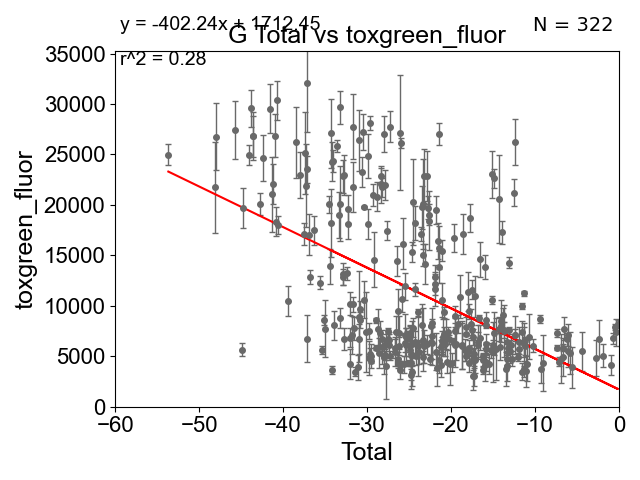 y = -402.24x + 1712.45
N = 322
G Total vs toxgreen_fluor
r^2 = 0.28
35000
30000
25000
20000
15000
10000
5000
0
toxgreen_fluor
−60 −50 −40 −30 −20 −10 0
Total